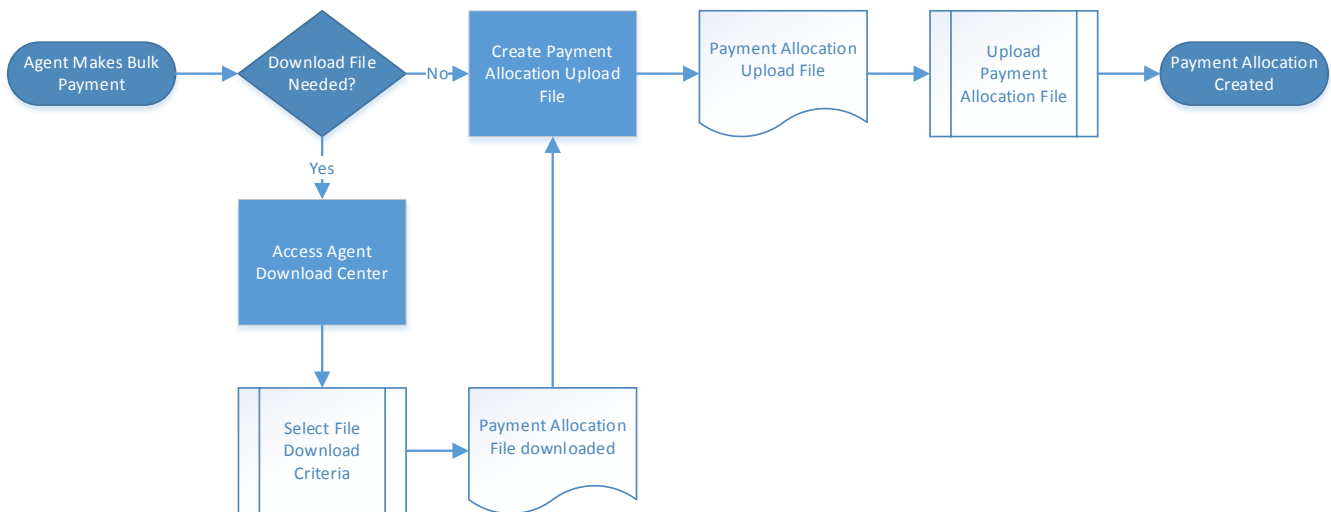 Agent Makes Bulk
Payment
Download File
Needed?
No
Create Payment
Allocation Upload
File
Payment Allocation
Upload File
Upload
Payment
Allocation File
Payment Allocation
Created
Yes
Access Agent
Download Center
Select File
Download
Criteria
Payment Allocation
File downloaded